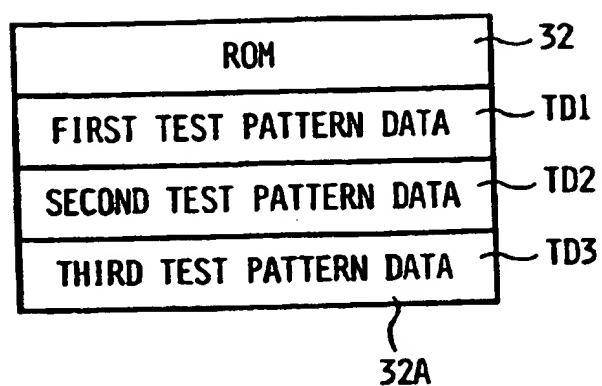 ROM 32
FIRST TEST PATTERN DATA TD1
SECOND TEST PATTERN DATA TD2
THIRD TEST PATTERN DATA TD3
32A